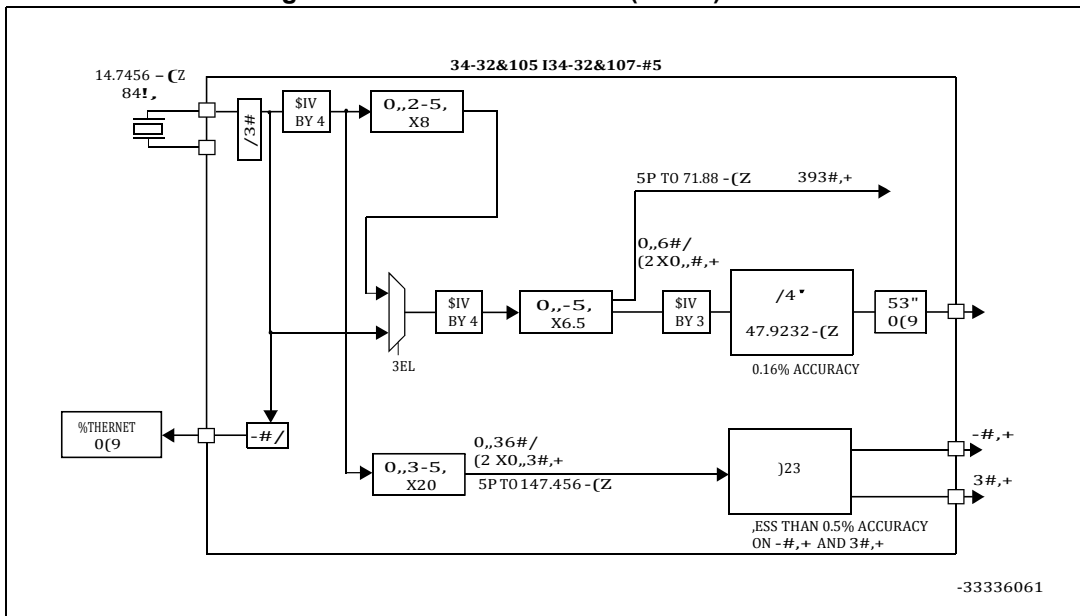 14.7456 – (Z
84!,
34-32&105 I34-32&107-#5
/3#
$IV
BY 4
0,,2-5,
X8
5P TO 71.88 -(Z
393#,+
0,,6#/
(2 X0,,#,+
$IV
BY 4
0,,-5,
X6.5
$IV
BY 3
/4'
47.9232 -(Z
53"
0(9
3EL
0.16% ACCURACY
%THERNET
0(9
-#/
0,,3-5,
X20
0,,36#/
(2 X0,,3#,+
5P TO 147.456 -(Z
)23
-#,+
3#,+
,ESS THAN 0.5% ACCURACY
ON -#,+ AND 3#,+
-33336061